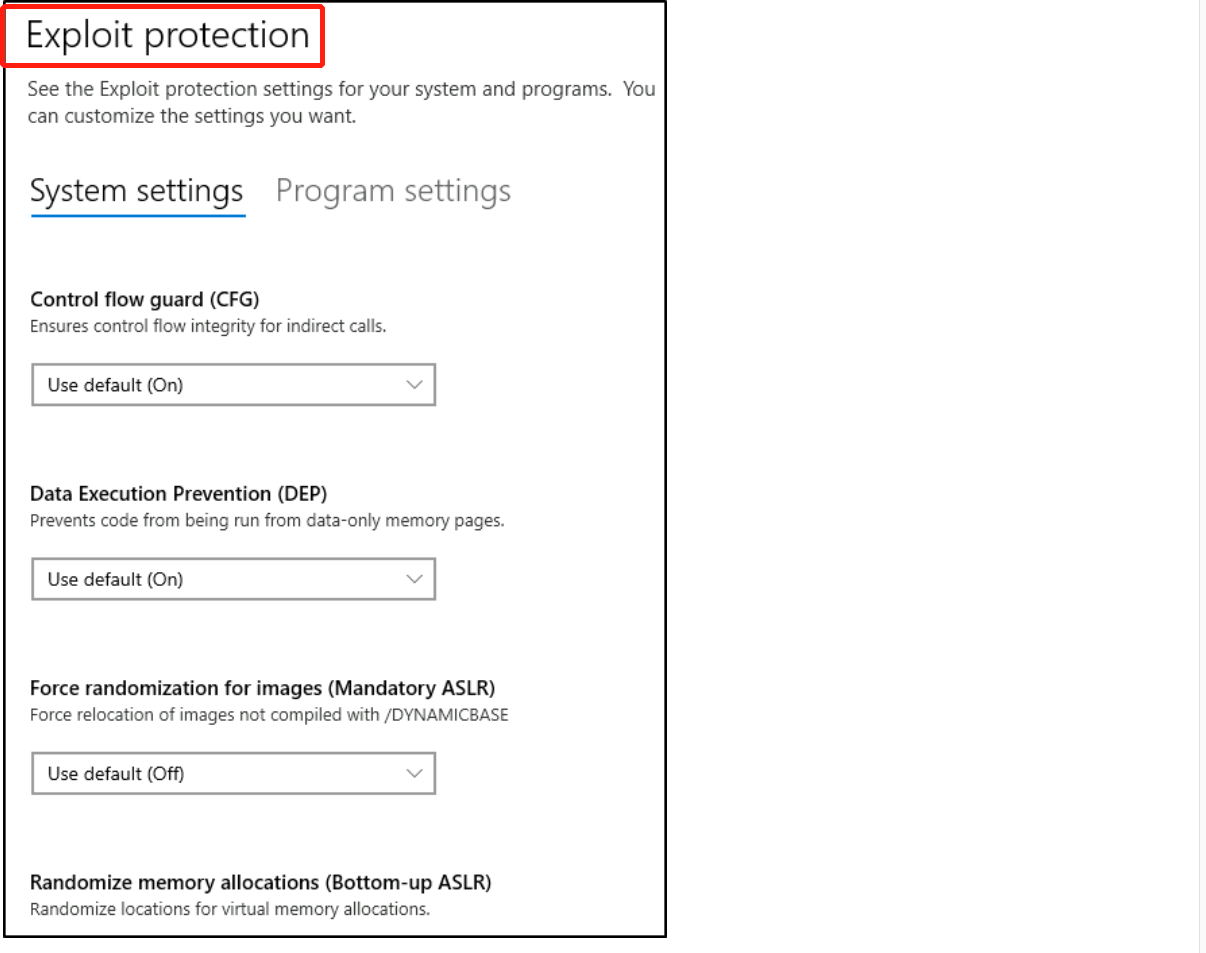 Exploit protection
See the Exploit protection settings for your system and programs.  You
can customize the settings you want.
System settings
Program settings
Control flow guard (CFG)
Ensures control flow integrity for indirect calls.
Use default (On)
Data Execution Prevention (DEP)
Prevents code from being run from data-only memory pages.
Use default (On)
Force randomization for images (Mandatory ASLR)
Force relocation of images not compiled with /DYNAMICBASE
Use default (Off)
Randomize memory allocations (Bottom-up ASLR)
Randomize locations for virtual memory allocations.